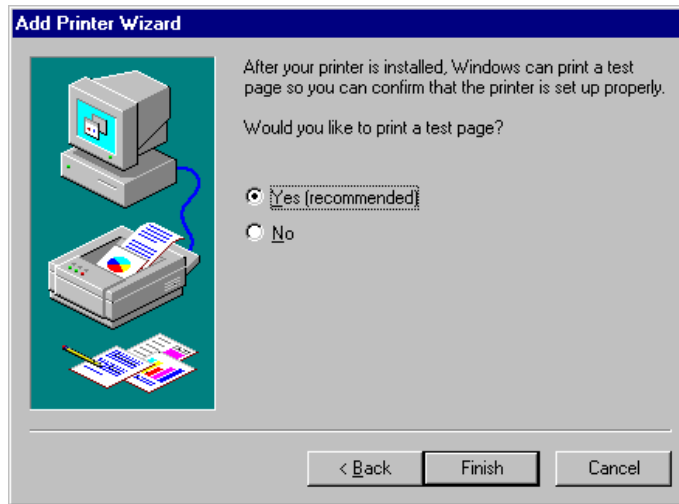 Add Printer Wizard
After your printer is installed, Windows can print a test
page so you can confirm that the printer is set up properly.
Would you like to print a test page?
Yes (recommended)
No
< Back
Finish
Cancel